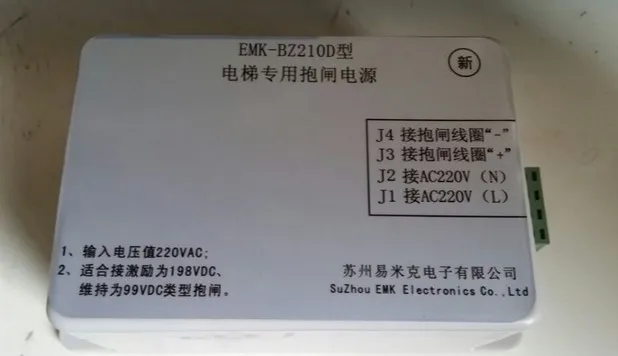 EMK-BZ210D型
电梯专用抱闸电源
新
J4 接抱闸线圈“-”
J3 接抱闸线圈“+”
J2 接AC220V（N）
J1 接AC220V（L）
1、输入电压值220VAC;
2、适合接激励为198VDC、
维持为99VDC类型抱闸。
苏州易米克电子有限公司
SuZhou EMK Electronics Co.,Ltd